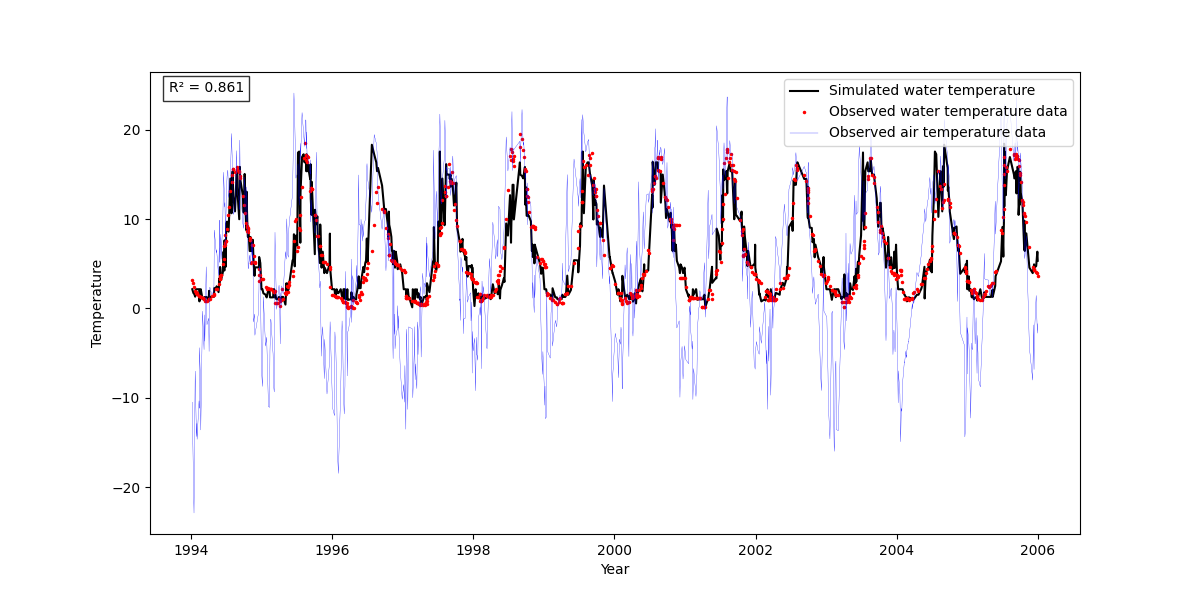 R² = 0.861
Simulated water temperature
Observed water temperature data
Observed air temperature data
Temperature
20
10
0
−10
−20
1994 1996 1998 2000 2002 2004 2006
Year